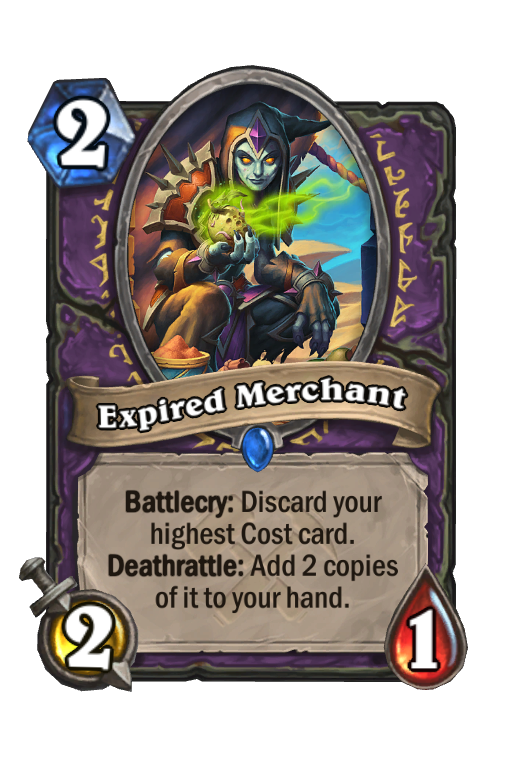 2
Expired Merchant
Battlecry: Discard your
highest Cost card.
Deathrattle: Add 2 copies
of it to your hand.
2
1